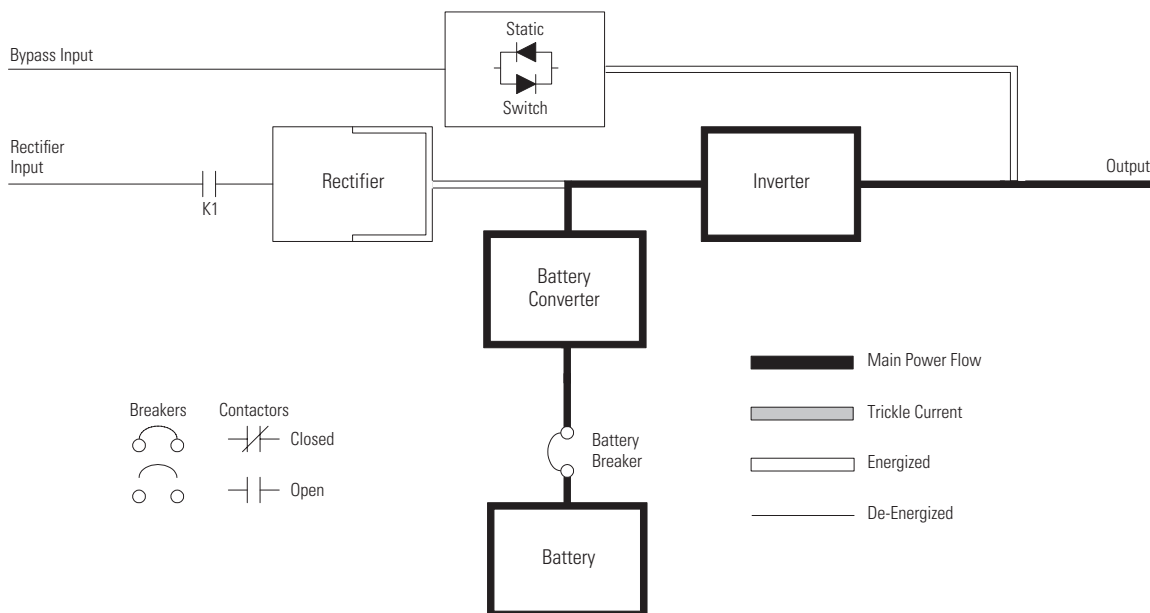 Static
Bypass Input
Switch
Rectifier
Input
K1
Rectifier
Inverter
Output
Battery
Converter
Main Power Flow
Breakers
Contactors
Trickle Current
Closed
Battery
Breaker
Energized
Open
De-Energized
Battery